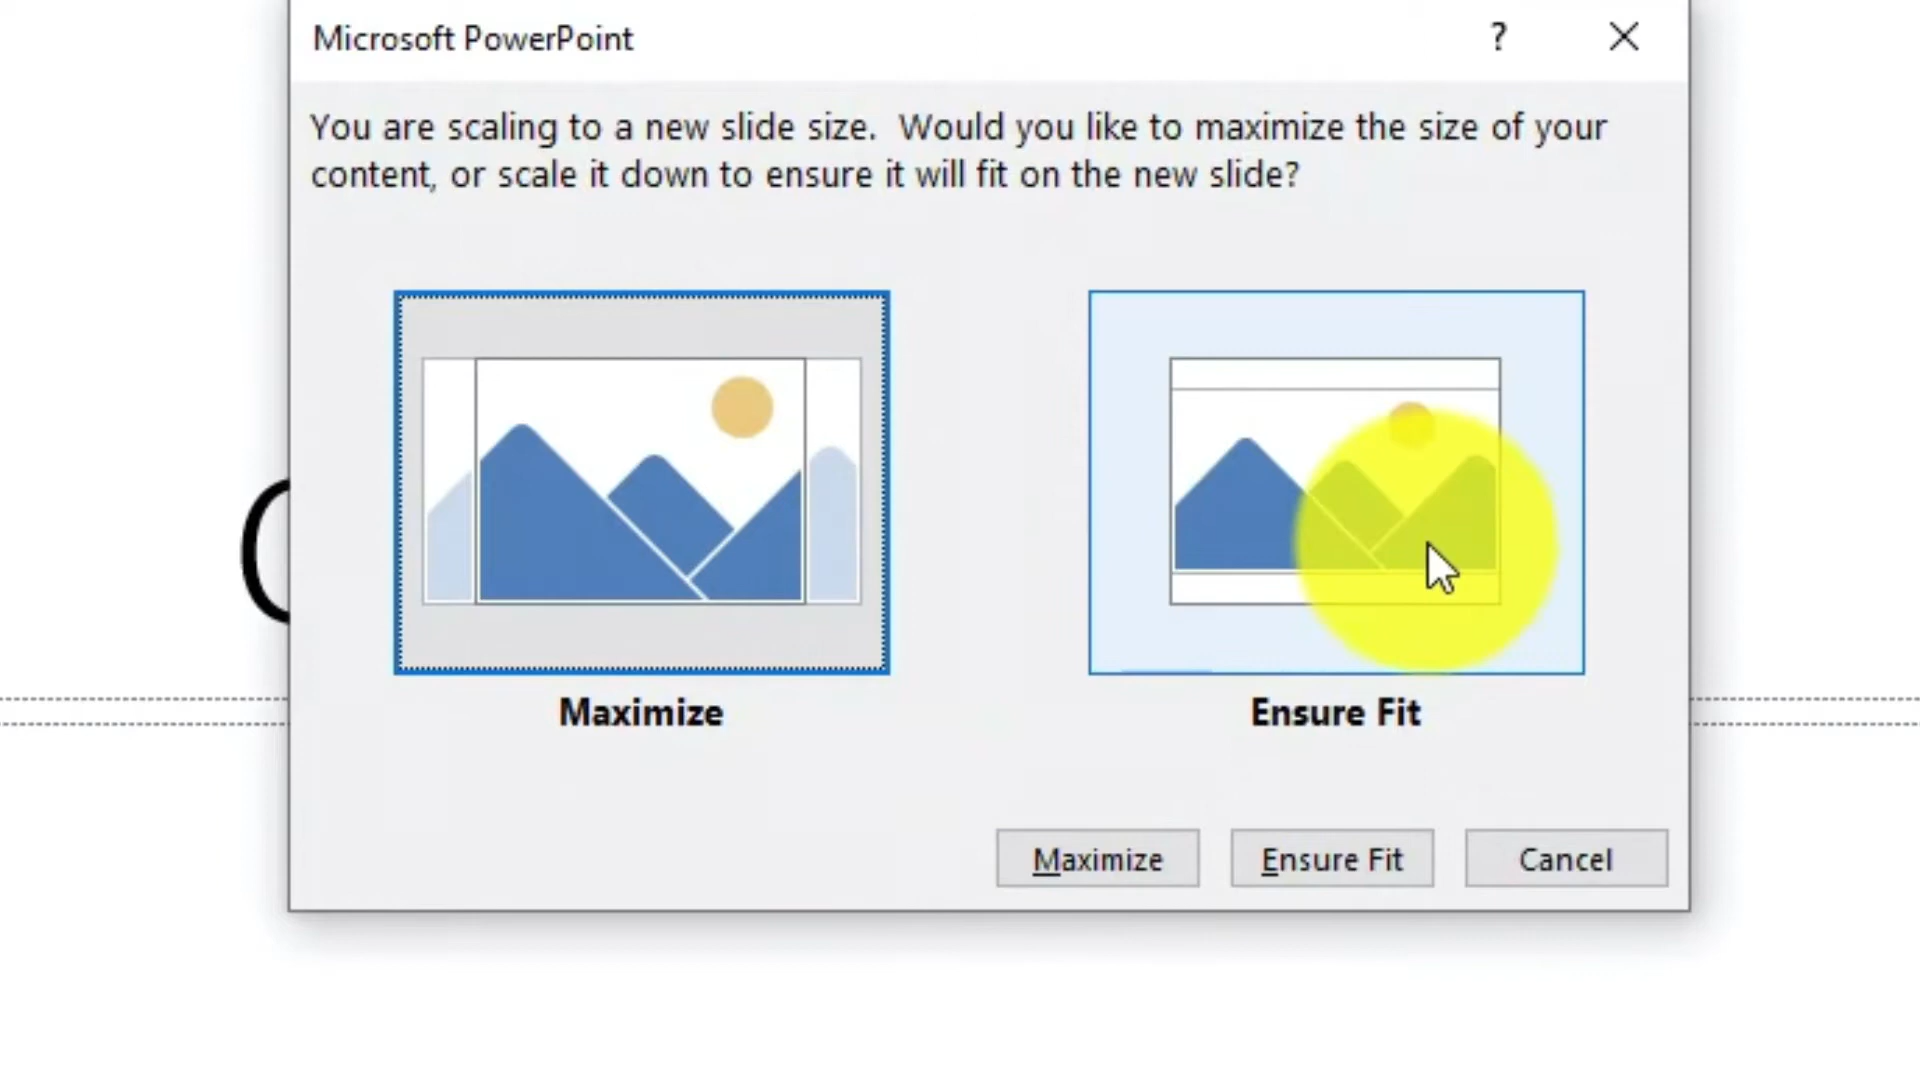 Microsoft PowerPoint
?
You are scaling to a new slide size. Would you like to maximize the size of your
content, or scale it down to ensure it will fit on the new slide?
Maximize
Ensure Fit
Maximize
Ensure Fit
Cancel